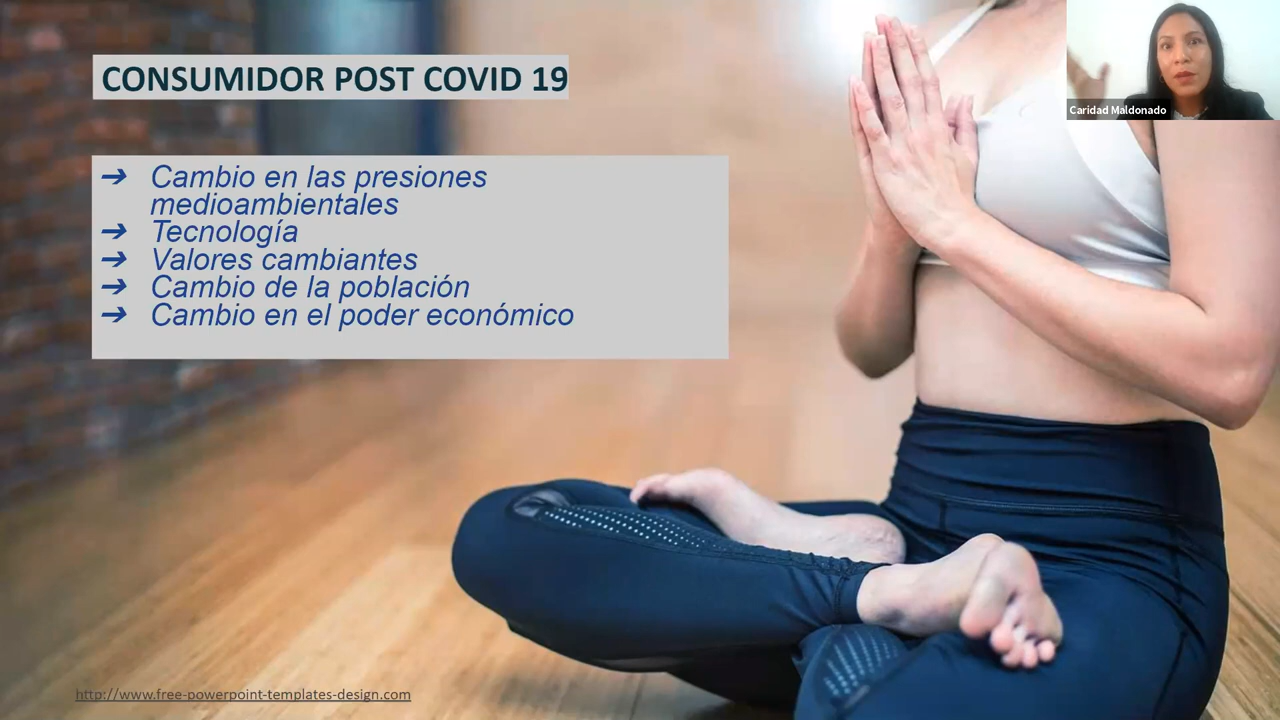 CONSUMIDOR POST COVID 19
Caridad Maldonado
➔ Cambio en las presiones
medioambientales
➔ Tecnología
➔ Valores cambiantes
➔ Cambio de la población
➔ Cambio en el poder económico
http://www.free-powerpoint-templates-design.com